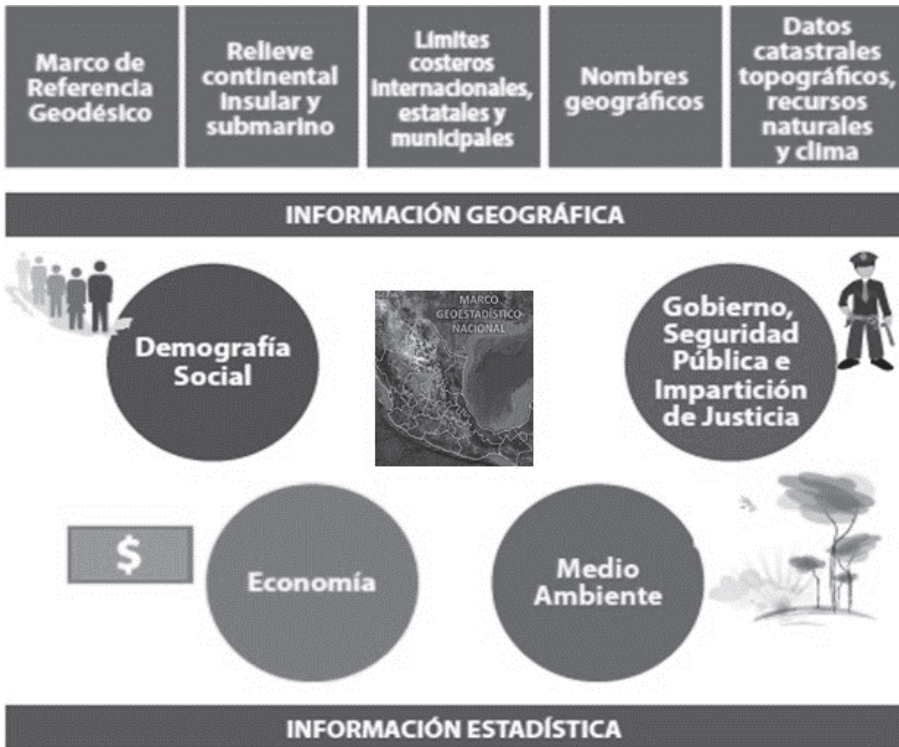 Marco de
Referencia
Geodésico
Relieve
continental
insular y
submarino
Límites
costeros
internacionales,
estatales y
municipales
Nombres
geográficos
Datos
catastrales
topográficos,
recursos
naturales
y clima
INFORMACIÓN GEOGRÁFICA
Demografía
Social
MARCO
GEOESTADÍSTICO
NACIONAL
Gobierno,
Seguridad
Pública e
Impartición
de Justicia
$
Economía
Medio
Ambiente
INFORMACIÓN ESTADÍSTICA